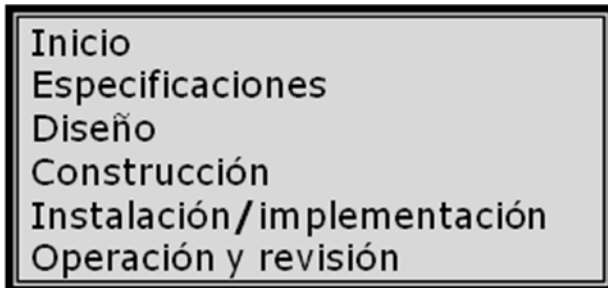 Inicio
Especificaciones
Diseño
Construcción
Instalación/implementación
Operación y revisión